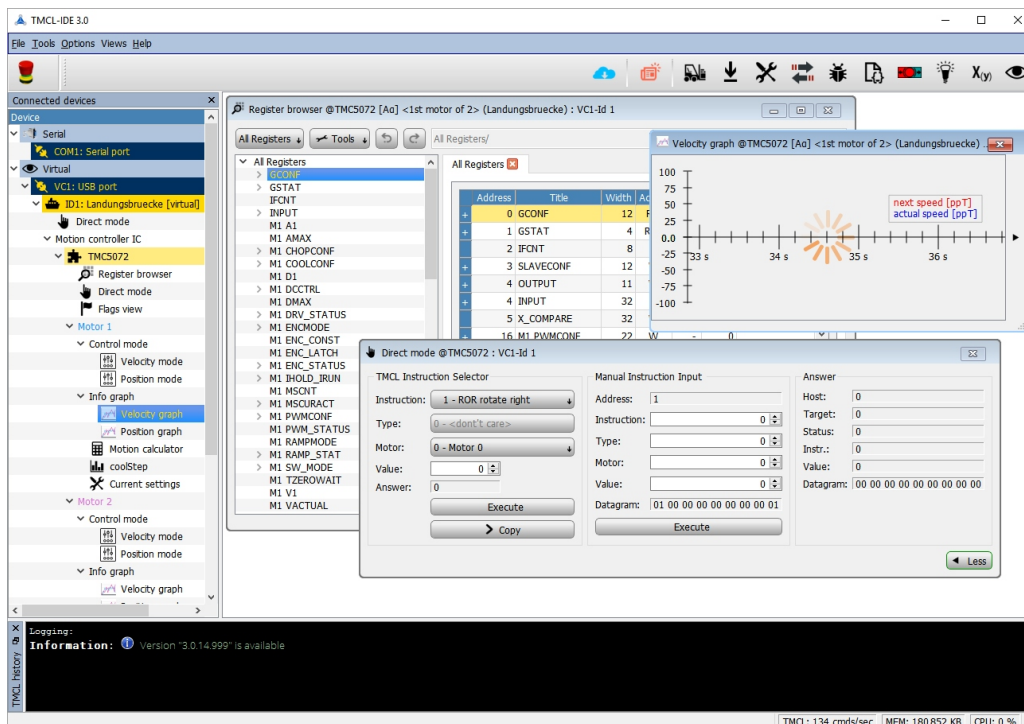 TMCL-IDE 3.0
File Tools Options Views Help
X(y)
Connected devices
Device
Serial
COM1: Serial port
Virtual
VC1: USB port
ID1: Landungsbruecke [virtual]
Direct mode
Motion controller IC
TMC5072
Register browser
Direct mode
Flags view
Motor 1
Control mode
Velocity mode
Position mode
Info graph
Velocity graph
Position graph
Motion calculator
coolStep
Current settings
Motor 2
Control mode
Velocity mode
Position mode
Info graph
Velocity graph
Register browser @TMC5072 [Aq] <1st motor of 2> (Landungsbruecke) : VC1-Id 1
All Registers Tools All Registers/
All Registers
GCONF
GSTAT
IFCNT
INPUT
M1 A1
M1 AMAX
M1 CHOPCONF
M1 COOLCONF
M1 D1
M1 DCCTRL
M1 DMAX
M1 DRV_STATUS
M1 ENCMODE
M1 ENC_CONST
M1 ENC_LATCH
M1 ENC_STATUS
M1 IHOLD_IRUN
M1 MSCNT
M1 MSCURACT
M1 PWMCONF
M1 PWM_STATUS
M1 RAMPMODE
M1 RAMP_STAT
M1 SW_MODE
M1 TZEROWAIT
M1 V1
M1 VACTUAL
All Registers
Address Title Width
+ 0 GCONF 12
+ 1 GSTAT 4
2 IFCNT 8
+ 3 SLAVECONF 12
+ 4 OUTPUT 11
+ 4 INPUT 32
5 X_COMPARE 32
+ 16 M1 PWMCONF 22 W - 0
Velocity graph @TMC5072 [Aq] <1st motor of 2> (Landungsbruecke) .
100
75
50
25
0.0
-25
-50
-75
-100
33 s 34 s 35 s 36 s
next speed [ppT]
actual speed [ppT]
Direct mode @TMC5072 : VC1-Id 1
TMCL Instruction Selector
Instruction: 1 - ROR rotate right
Type: 0 - <don't care>
Motor: 0 - Motor 0
Value: 0
Answer: 0
Execute
Copy
Manual Instruction Input
Address: 1
Instruction: 0
Type: 0
Motor: 0
Value: 0
Datagram: 01 00 00 00 00 00 00 00 01
Execute
Answer
Host: 0
Target: 0
Status: 0
Instr.: 0
Value: 0
Datagram: 00 00 00 00 00 00 00 00 00
Less
TMCL history
Logging:
Information: Version "3.0.14.999" is available
TMCL: 134 cmds/sec MEM: 180.852 KB CPU: 0 %